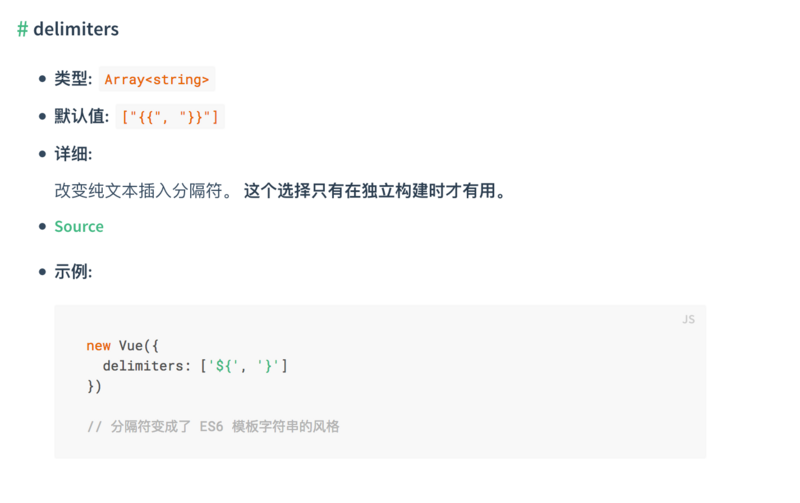 # delimiters
类型: Array<string>
默认值: ["{{", "}}"]
详细:
改变纯文本插入分隔符。 这个选择只有在独立构建时才有用。
Source
示例:
JS
new Vue({
  delimiters: ['${', '}']
})
// 分隔符变成了 ES6 模板字符串的风格